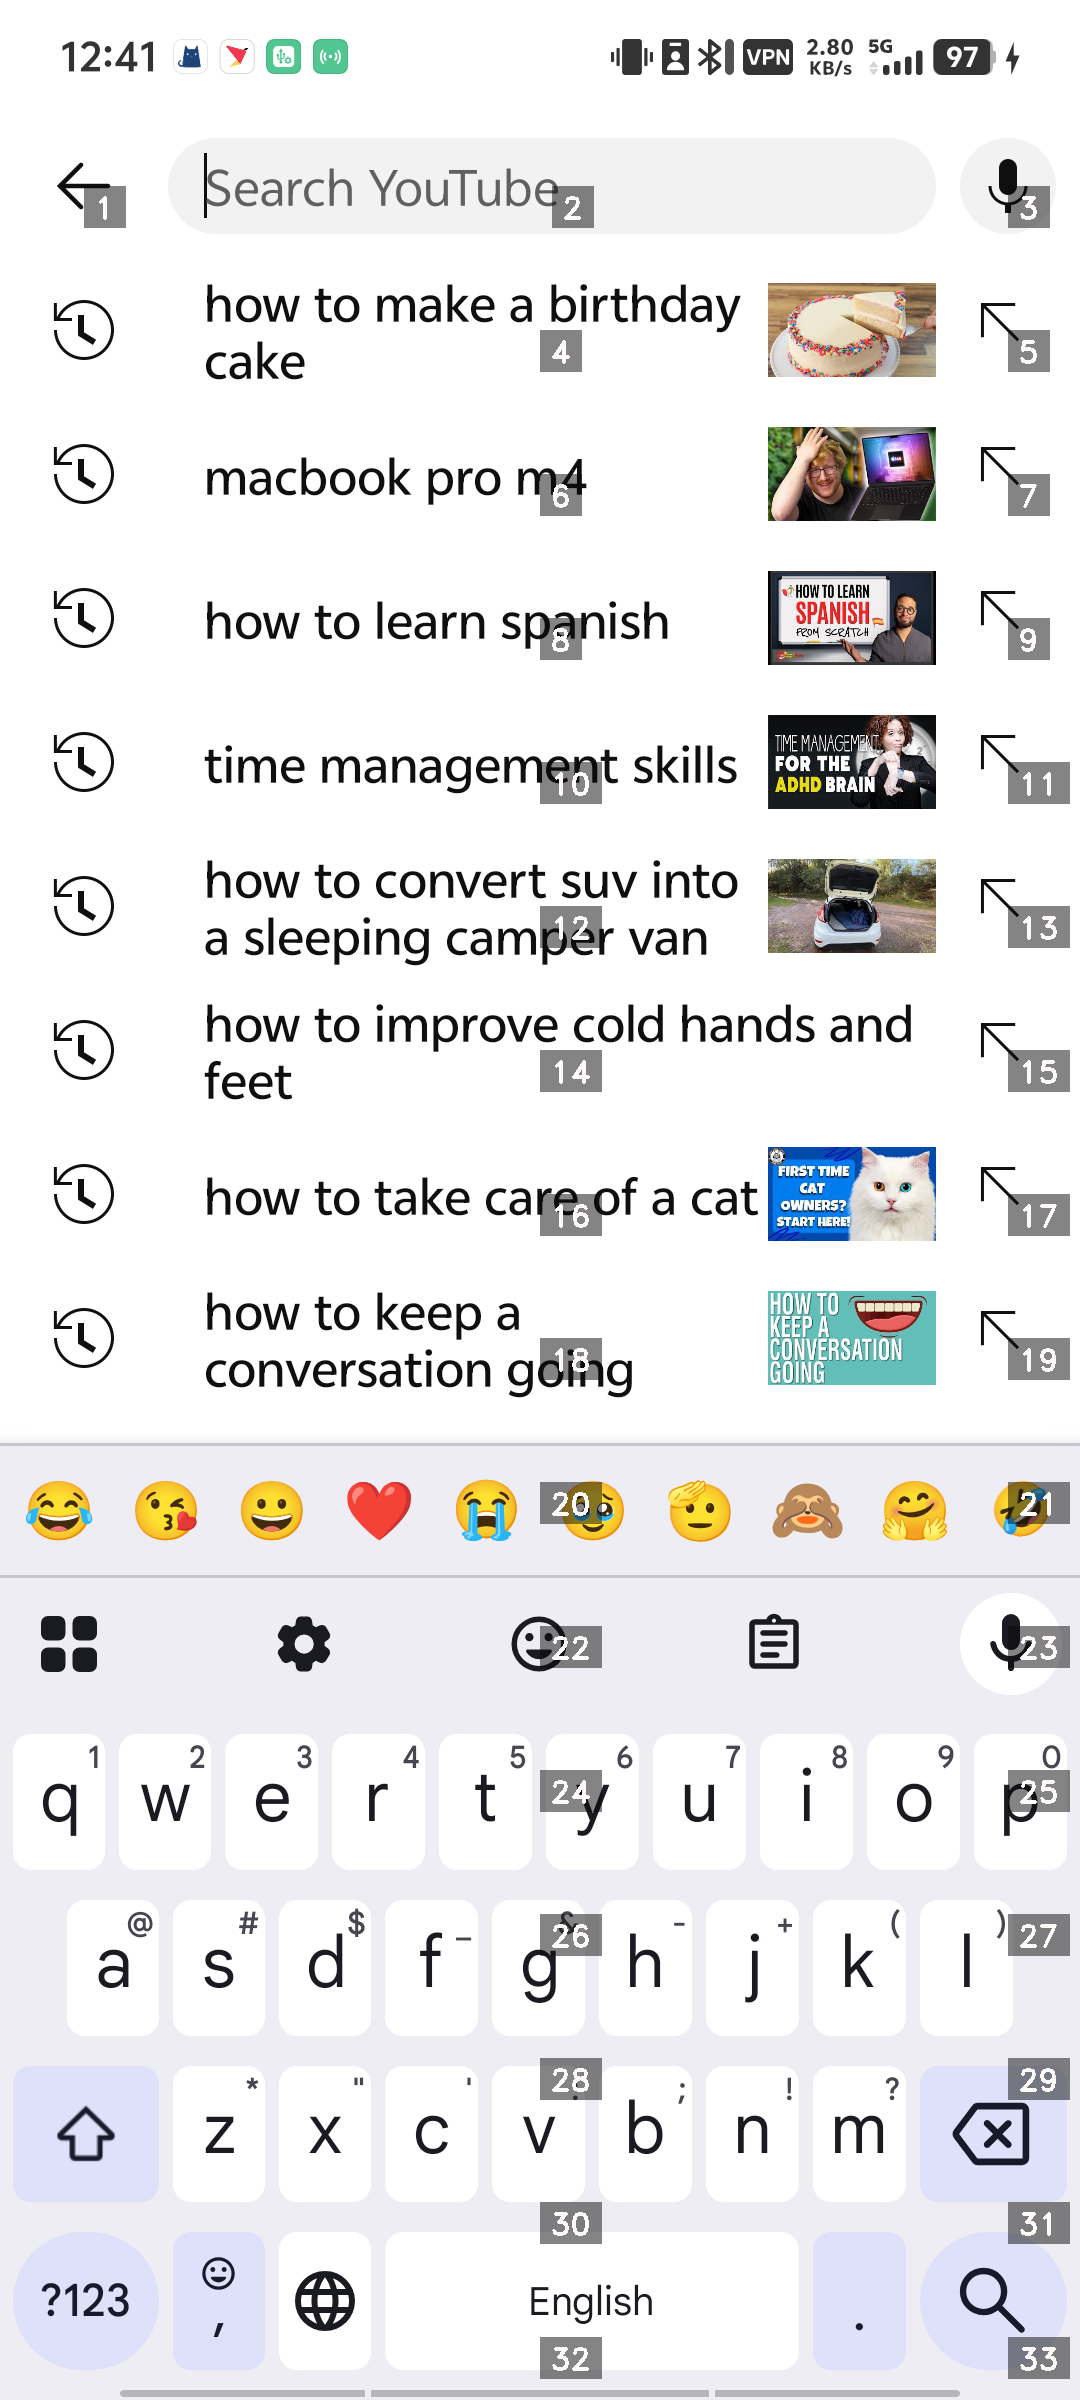 12:41
VPN
2.80 KB/s
5G
97
Search YouTube
1
2
3
how to make a birthday
cake
4
5
macbook pro m4
6
7
how to learn spanish
8
HOW TO LEARN
SPANISH
FROM SCRATCH
9
time management skills
10
TIME MANAGEMENT
FOR THE
ADHD BRAIN
11
how to convert suv into
a sleeping camper van
12
13
how to improve cold hands and
feet
14
15
how to take care of a cat
16
FIRST TIME
CAT
OWNERS?
START HERE!
17
how to keep a
conversation going
18
HOW TO
KEEP A
CONVERSATION
GOING
19
20
21
22
23
1 2 3 4 5 6 7 8 9 0
q w e r t y u i o p
24
25
@ # $ _ & - + ( )
a s d f g h j k l
26
27
* " ' : ; ! ?
z x c v b n m
28
29
30
31
?123 , English .
32
33